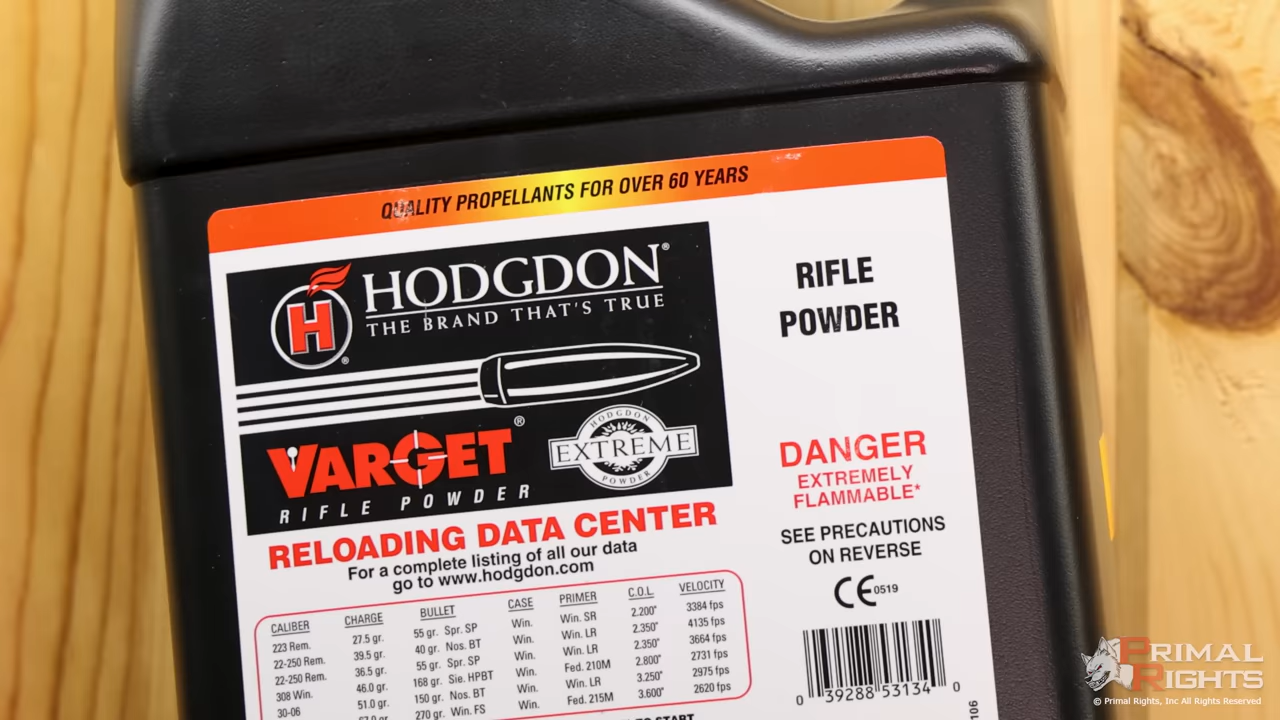 QUALITY PROPELLANTS FOR OVER 60 YEARS
H
®
HODGDON®
THE BRAND THAT'S TRUE
VARGET®
RIFLE POWDER
HODGDON
EXTREME
POWDER
RIFLE
POWDER
DANGER
EXTREMELY
FLAMMABLE*
SEE PRECAUTIONS
ON REVERSE
CE 0519
0 39288 53134 0
106
RELOADING DATA CENTER
For a complete listing of all our data
go to www.hodgdon.com
CALIBER CHARGE BULLET CASE PRIMER C.O.L. VELOCITY
223 Rem. 27.5 gr. 55 gr. Spr. SP Win. Win. SR 2.200" 3384 fps
22-250 Rem. 39.5 gr. 40 gr. Nos. BT Win. Win. LR 2.350" 4135 fps
22-250 Rem. 36.5 gr. 55 gr. Spr. SP Win. Win. LR 2.350" 3664 fps
308 Win. 46.0 gr. 168 gr. Sie. HPBT Win. Fed. 210M 2.800" 2731 fps
30-06 51.0 gr. 150 gr. Nos. BT Win. Win. LR 3.250" 2975 fps
270 gr. Win. FS Fed. 215M 3.600" 2620 fps
PRIMAL
RIGHTS
© Primal Rights, Inc All Rights Reserved